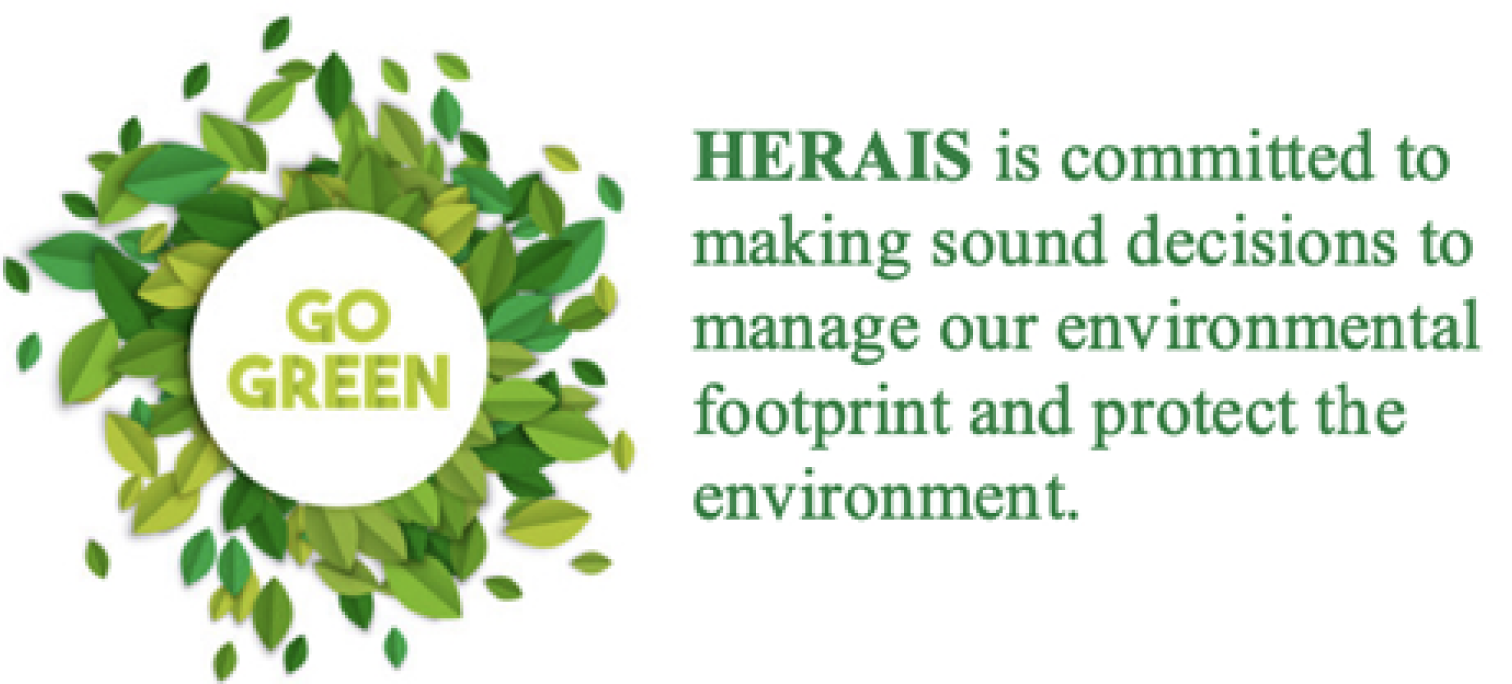 GO
GREEN
HERAIS is committed to
making sound decisions to
manage our environmental
footprint and protect the
environment.